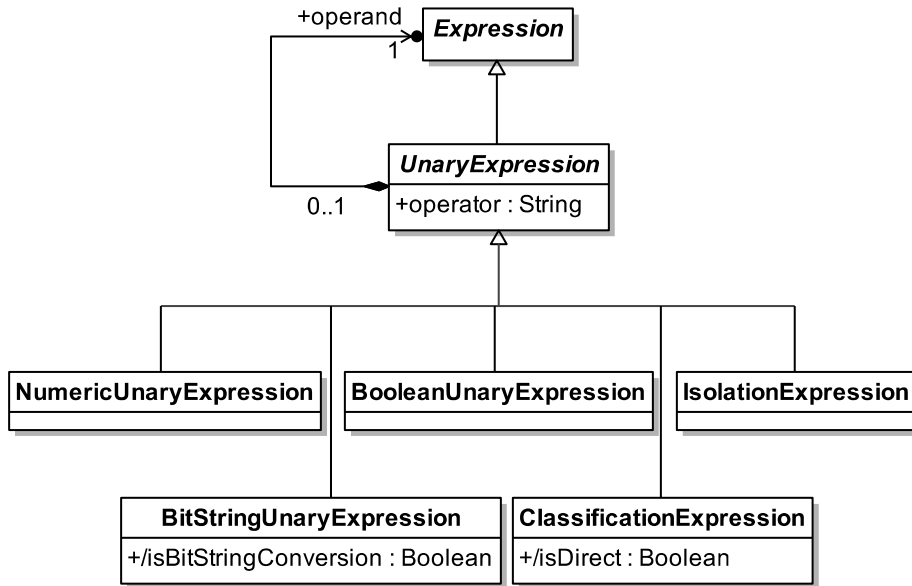 +operand
Expression
1
UnaryExpression
+operator : String
0..1
NumericUnaryExpression
BooleanUnaryExpression
IsolationExpression
BitStringUnaryExpression
+/isBitStringConversion : Boolean
ClassificationExpression
+/isDirect : Boolean